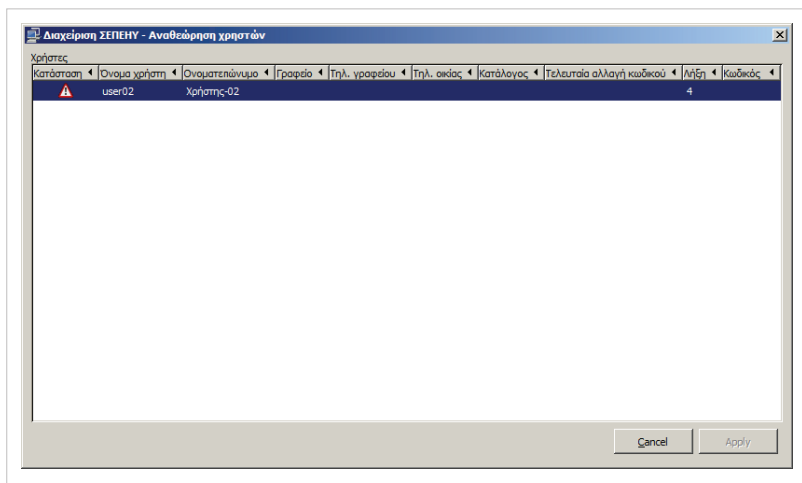 Διαχείριση ΣΕΠΕΗΥ - Αναθεώρηση χρηστών
Χρήστες
Κατάσταση Όνομα χρήστη Ονοματεπώνυμο Γραφείο Τηλ. γραφείου Τηλ. οικίας Κατάλογος Τελευταία αλλαγή κωδικού Λήξη Κωδικός
user02 Χρήστης-02 4
Cancel Apply